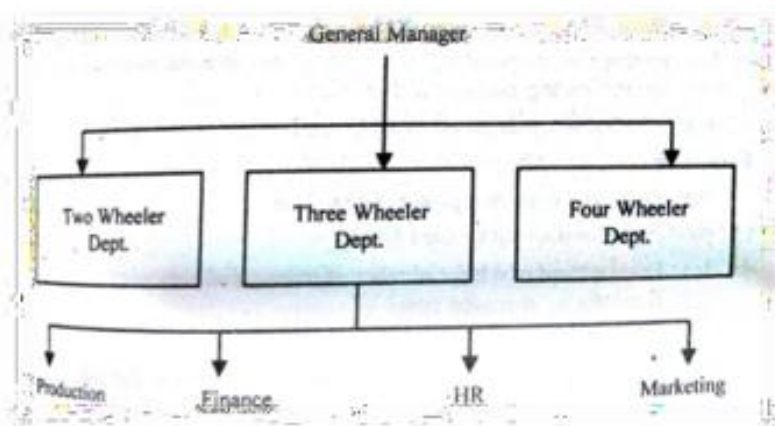 General Manager
Two Wheeler
Dept.
Three Wheeler
Dept.
Four Wheeler
Dept.
Production
Finance
HR
Marketing